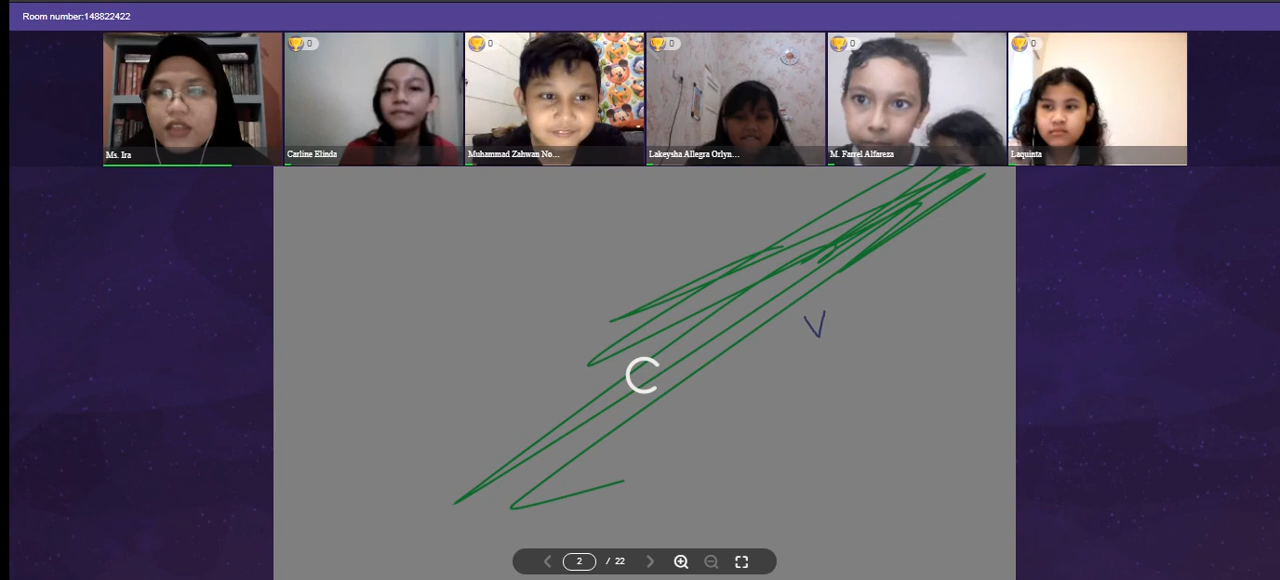 Room number:148822422
0
0
0
0
0
Ms. Ira
Carline Elinda
Muhammad Zahwan No...
Lakeysha Allegra Orlyn...
M. Farrel Alfareza
Laquinta
V
2 / 22